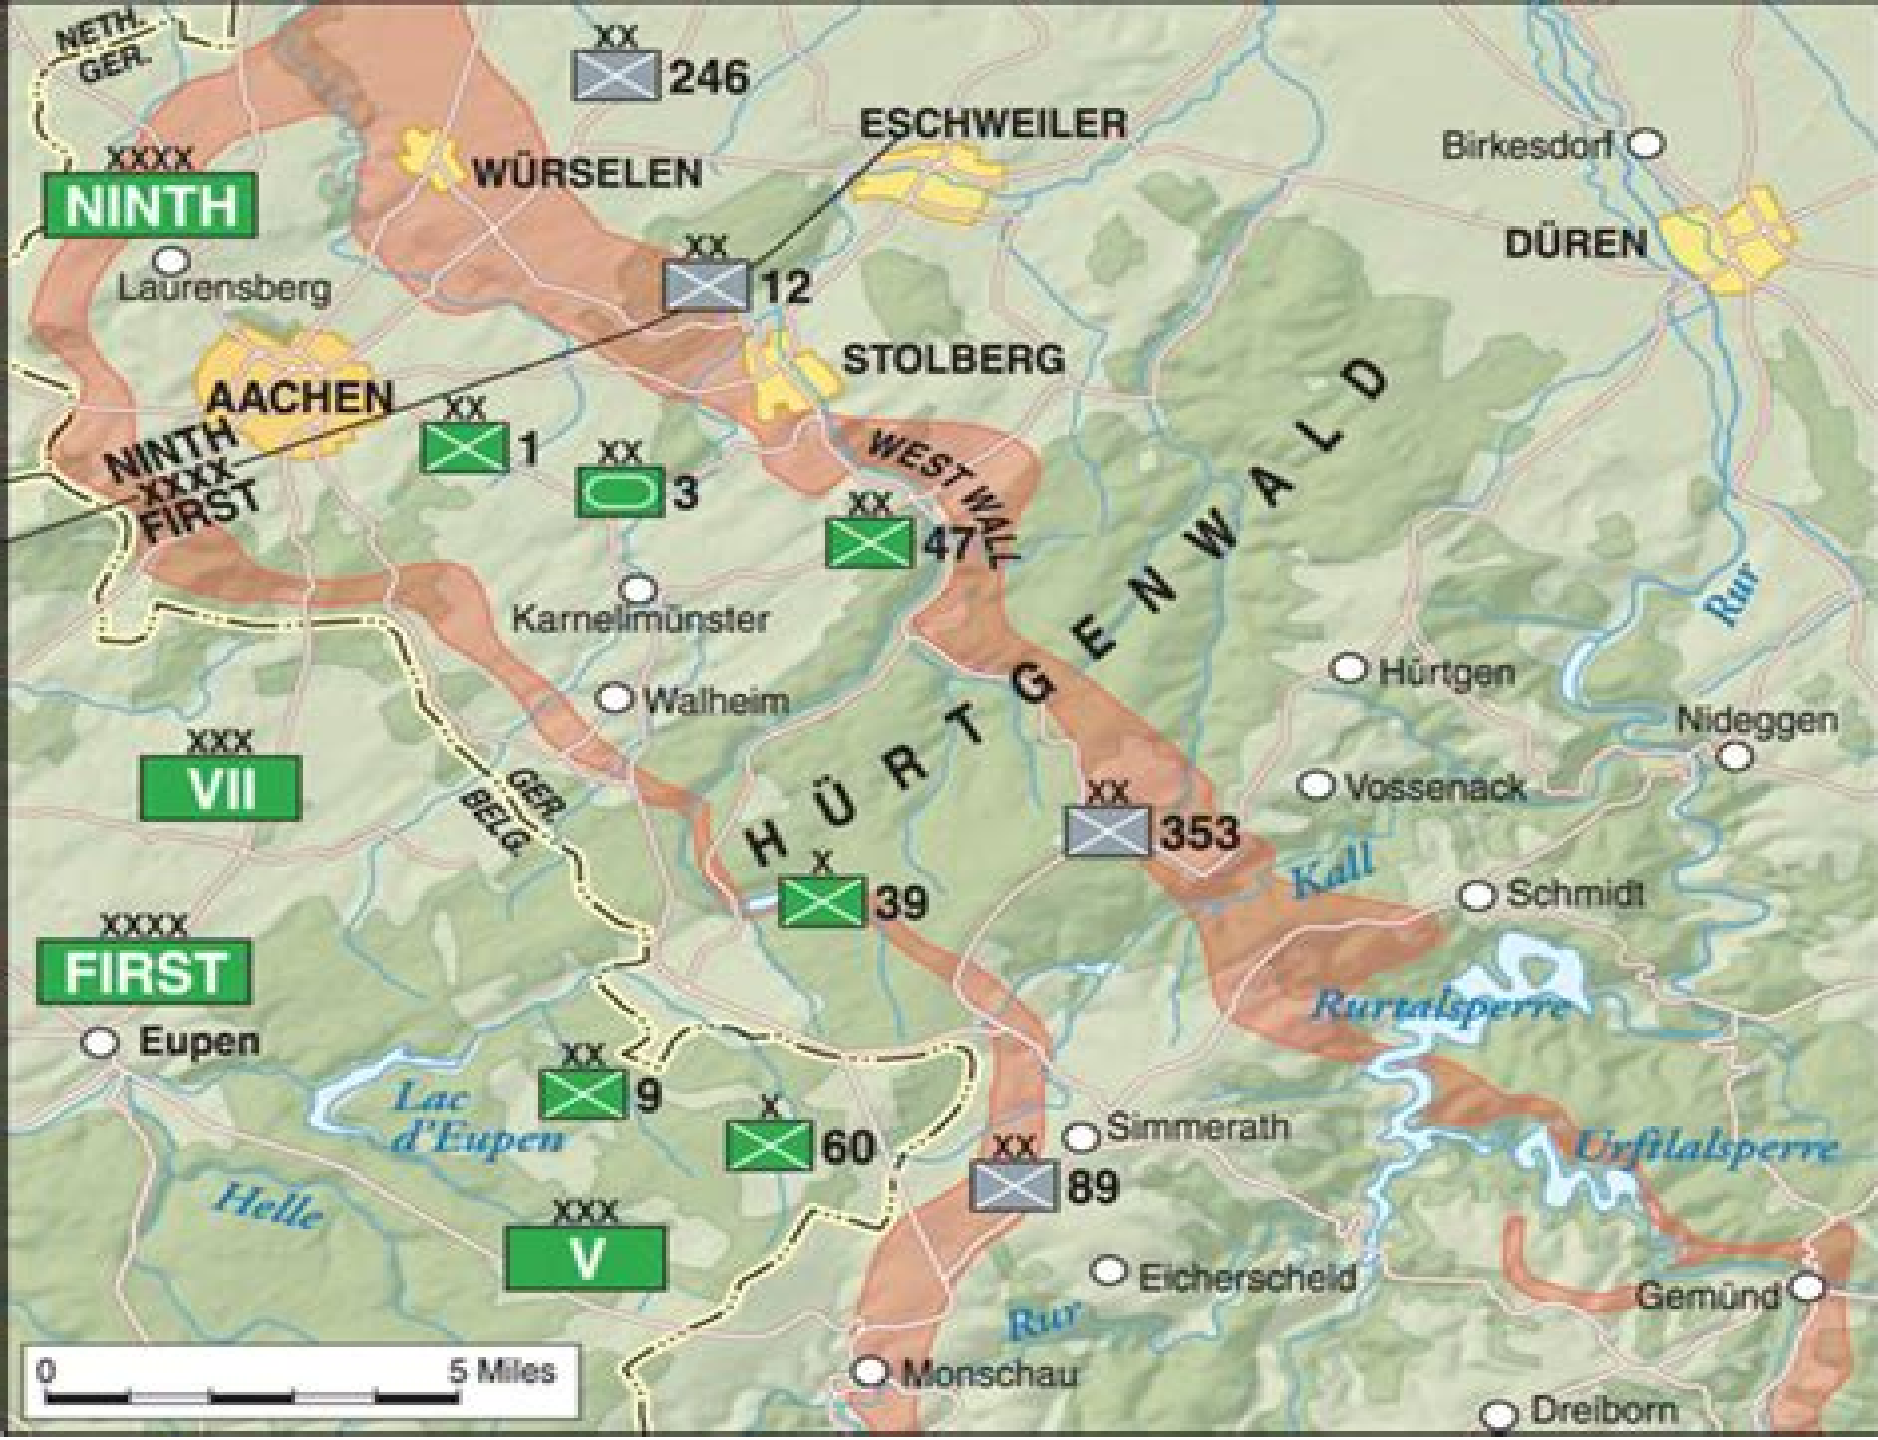 NETH.
GER.
XX
246
ESCHWEILER
Birkesdorf
XXXX
NINTH
WÜRSELEN
DÜREN
XX
12
Laurensberg
STOLBERG
AACHEN
XX
1
NINTH
XXXX
FIRST
XX
3
WEST WALL
XX
47
HÜRTGENWALD
Karnelimünster
Rur
Walheim
Hürtgen
Nideggen
XXX
VII
GER.
BELG.
Vossenack
XX
353
Kall
X
39
Schmidt
XXXX
FIRST
Rurtalsperre
Eupen
XX
9
Lac
d'Eupen
X
60
Simmerath
Urftlalsperre
XX
89
Helle
XXX
V
Eicherscheid
Gemünd
Rur
0
5 Miles
Monschau
Dreiborn